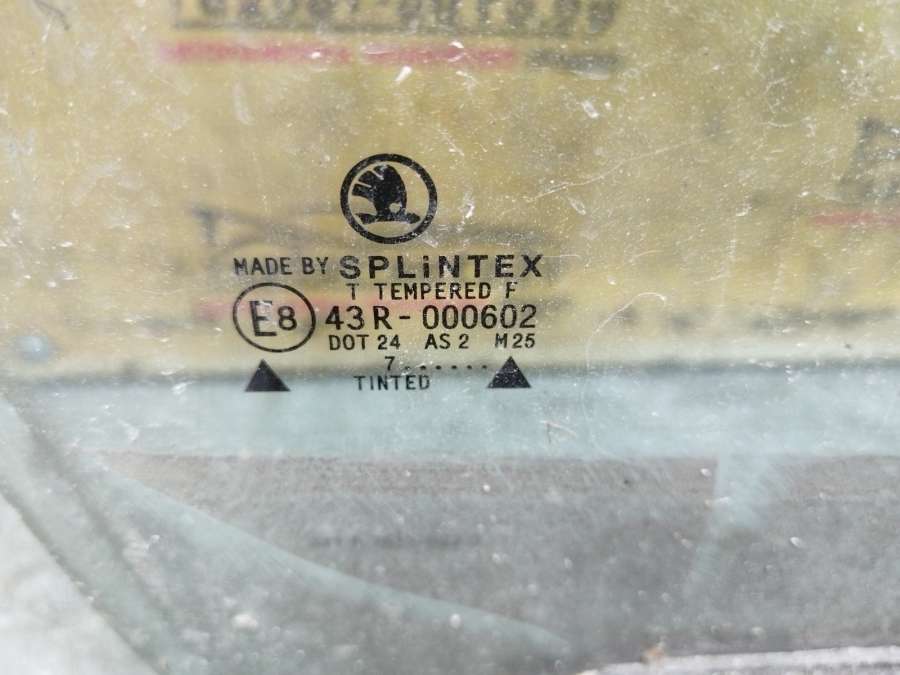 MADE BY SPLiNTEX
T TEMPERED F
E8 43R-000602
DOT 24 AS 2 M25
7.......
TINTED